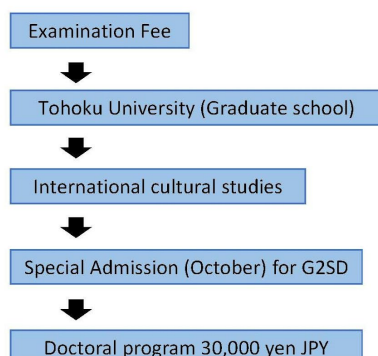 Examination Fee
Tohoku University (Graduate school)
International cultural studies
Special Admission (October) for G2SD
Doctoral program 30,000 yen JPY